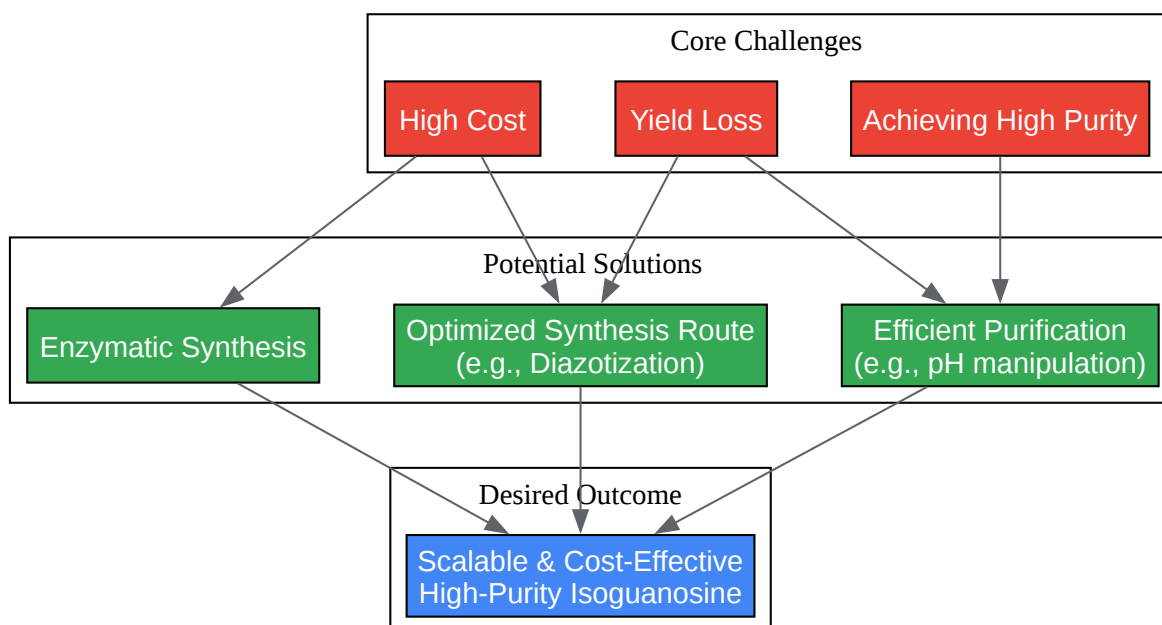 Core Challenges
High Cost
Yield Loss
Achieving High Purity
Potential Solutions
Enzymatic Synthesis
Optimized Synthesis Route
(e.g., Diazotization)
Efficient Purification
(e.g., pH manipulation)
Desired Outcome
Scalable & Cost-Effective
High-Purity Isoguanosine